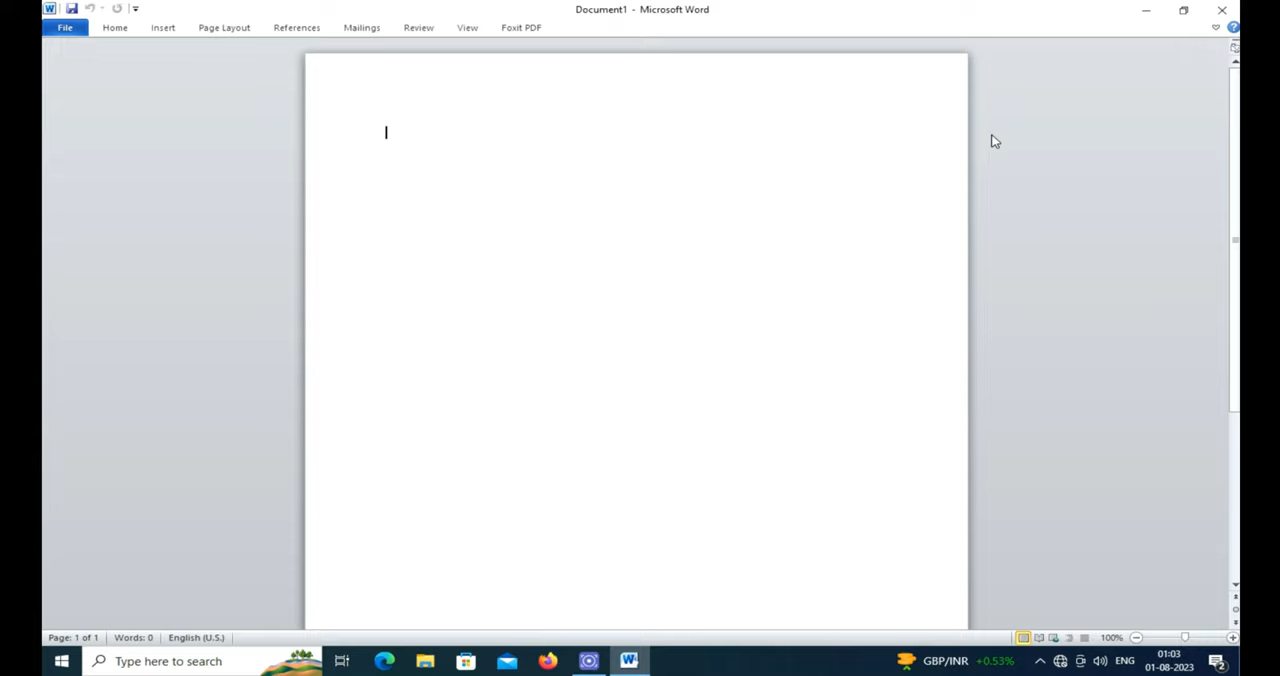 W
Document1 - Microsoft Word
File Home Insert Page Layout References Mailings Review View Foxit PDF
?
Page: 1 of 1 Words: 0 English (U.S.) 100%
Type here to search
W
GBP/INR +0.53%
ENG
01:03
01-08-2023
2